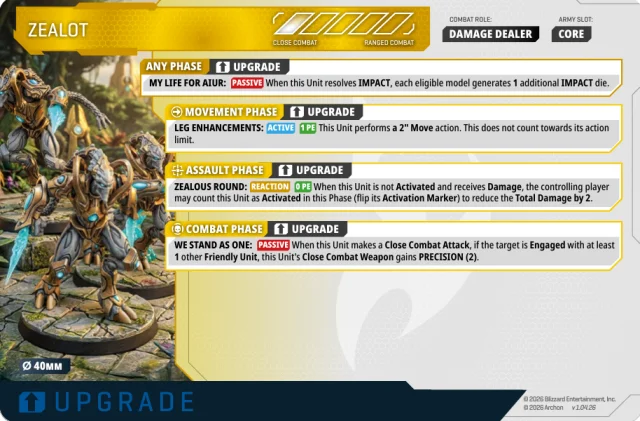 ZEALOT
CLOSE COMBAT
RANGED COMBAT
COMBAT ROLE:
DAMAGE DEALER
ARMY SLOT:
CORE
ANY PHASE UPGRADE
MY LIFE FOR AIUR: PASSIVE When this Unit resolves IMPACT, each eligible model generates 1 additional IMPACT die.
MOVEMENT PHASE UPGRADE
LEG ENHANCEMENTS: ACTIVE 1 PE This Unit performs a 2" Move action. This does not count towards its action
limit.
ASSAULT PHASE UPGRADE
ZEALOUS ROUND: REACTION 0 PE When this Unit is not Activated and receives Damage, the controlling player
may count this Unit as Activated in this Phase (flip its Activation Marker) to reduce the Total Damage by 2.
COMBAT PHASE UPGRADE
WE STAND AS ONE: PASSIVE When this Unit makes a Close Combat Attack, if the target is Engaged with at least
1 other Friendly Unit, this Unit's Close Combat Weapon gains PRECISION (2).
Ø 40MM
UPGRADE
© 2026 Blizzard Entertainment, Inc.
© 2026 Archon v 1.04.26